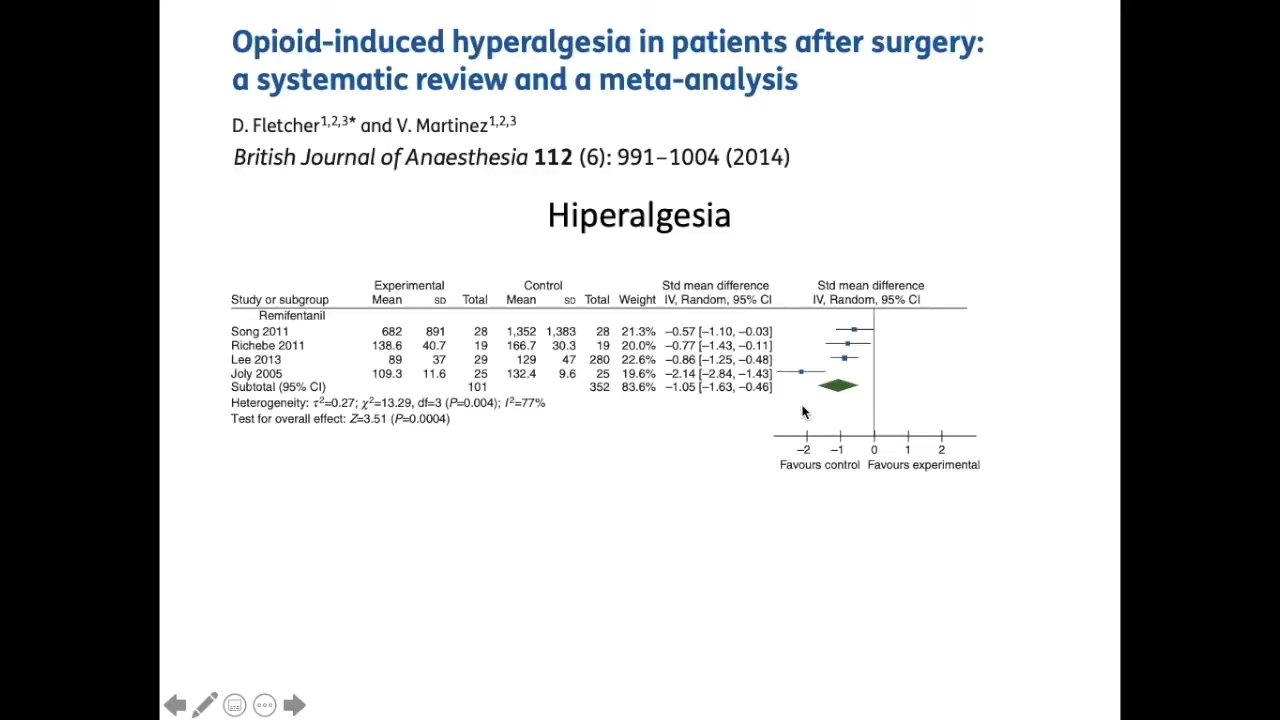 Opioid-induced hyperalgesia in patients after surgery:
a systematic review and a meta-analysis
D. Fletcher1,2,3* and V. Martinez1,2,3
British Journal of Anaesthesia 112 (6): 991–1004 (2014)
Hiperalgesia
Experimental Control Std mean difference Std mean difference
Study or subgroup Mean SD Total Mean SD Total Weight IV, Random, 95% CI IV, Random, 95% CI
Remifentanil
Song 2011 682 891 28 1,352 1,383 28 21.3% −0.57 [−1.10, −0.03]
Richebe 2011 138.6 40.7 19 166.7 30.3 19 20.0% −0.77 [−1.43, −0.11]
Lee 2013 89 37 29 129 47 280 22.6% −0.86 [−1.25, −0.48]
Joly 2005 109.3 11.6 25 132.4 9.6 25 19.6% −2.14 [−2.84, −1.43]
Subtotal (95% CI) 101 352 83.6% −1.05 [−1.63, −0.46]
Heterogeneity: τ2=0.27; χ2=13.29, df=3 (P=0.004); I2=77%
Test for overall effect: Z=3.51 (P=0.0004)
−2 −1 0 1 2
Favours control Favours experimental